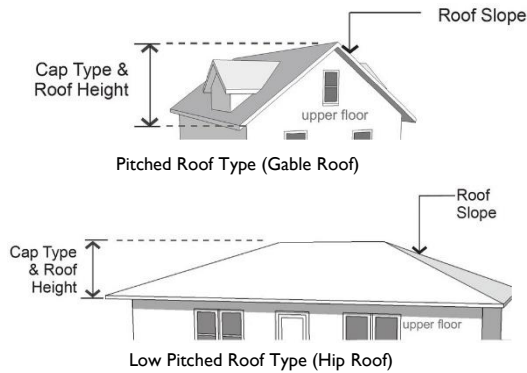 Roof Slope
Cap Type &
Roof Height
upper floor
Pitched Roof Type (Gable Roof)
Roof
Slope
Cap Type
& Roof
Height
upper floor
Low Pitched Roof Type (Hip Roof)